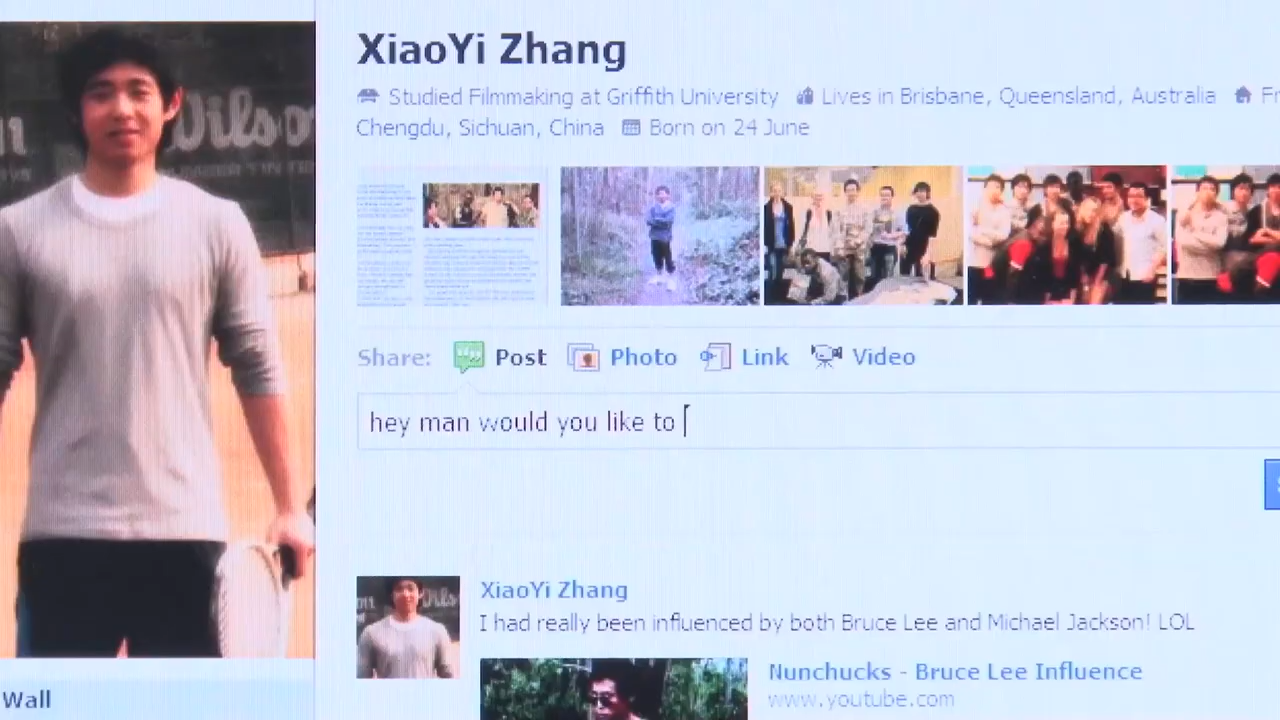 XiaoYi Zhang
Studied Filmmaking at Griffith University Lives in Brisbane, Queensland, Australia
Chengdu, Sichuan, China Born on 24 June
Wilson
Share: Post Photo Link Video
hey man would you like to
XiaoYi Zhang
I had really been influenced by both Bruce Lee and Michael Jackson! LOL
Nunchucks - Bruce Lee Influence
www.youtube.com
Wall